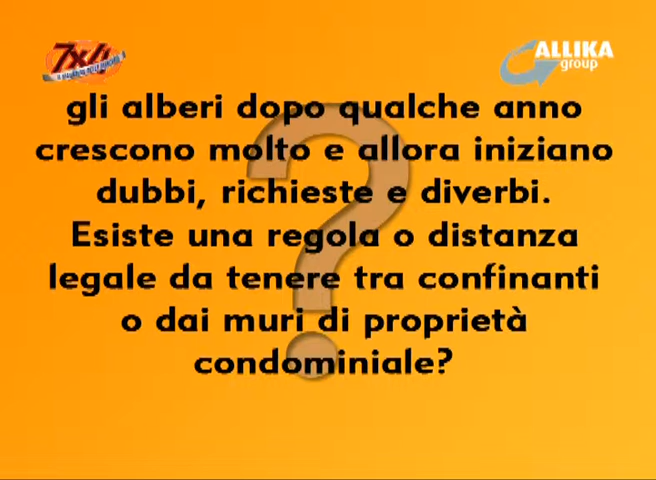 7x4
ALLIKA
group
gli alberi dopo qualche anno
crescono molto e allora iniziano
dubbi, richieste e diverbi.
Esiste una regola o distanza
legale da tenere tra confinanti
o dai muri di proprietà
condominiale?